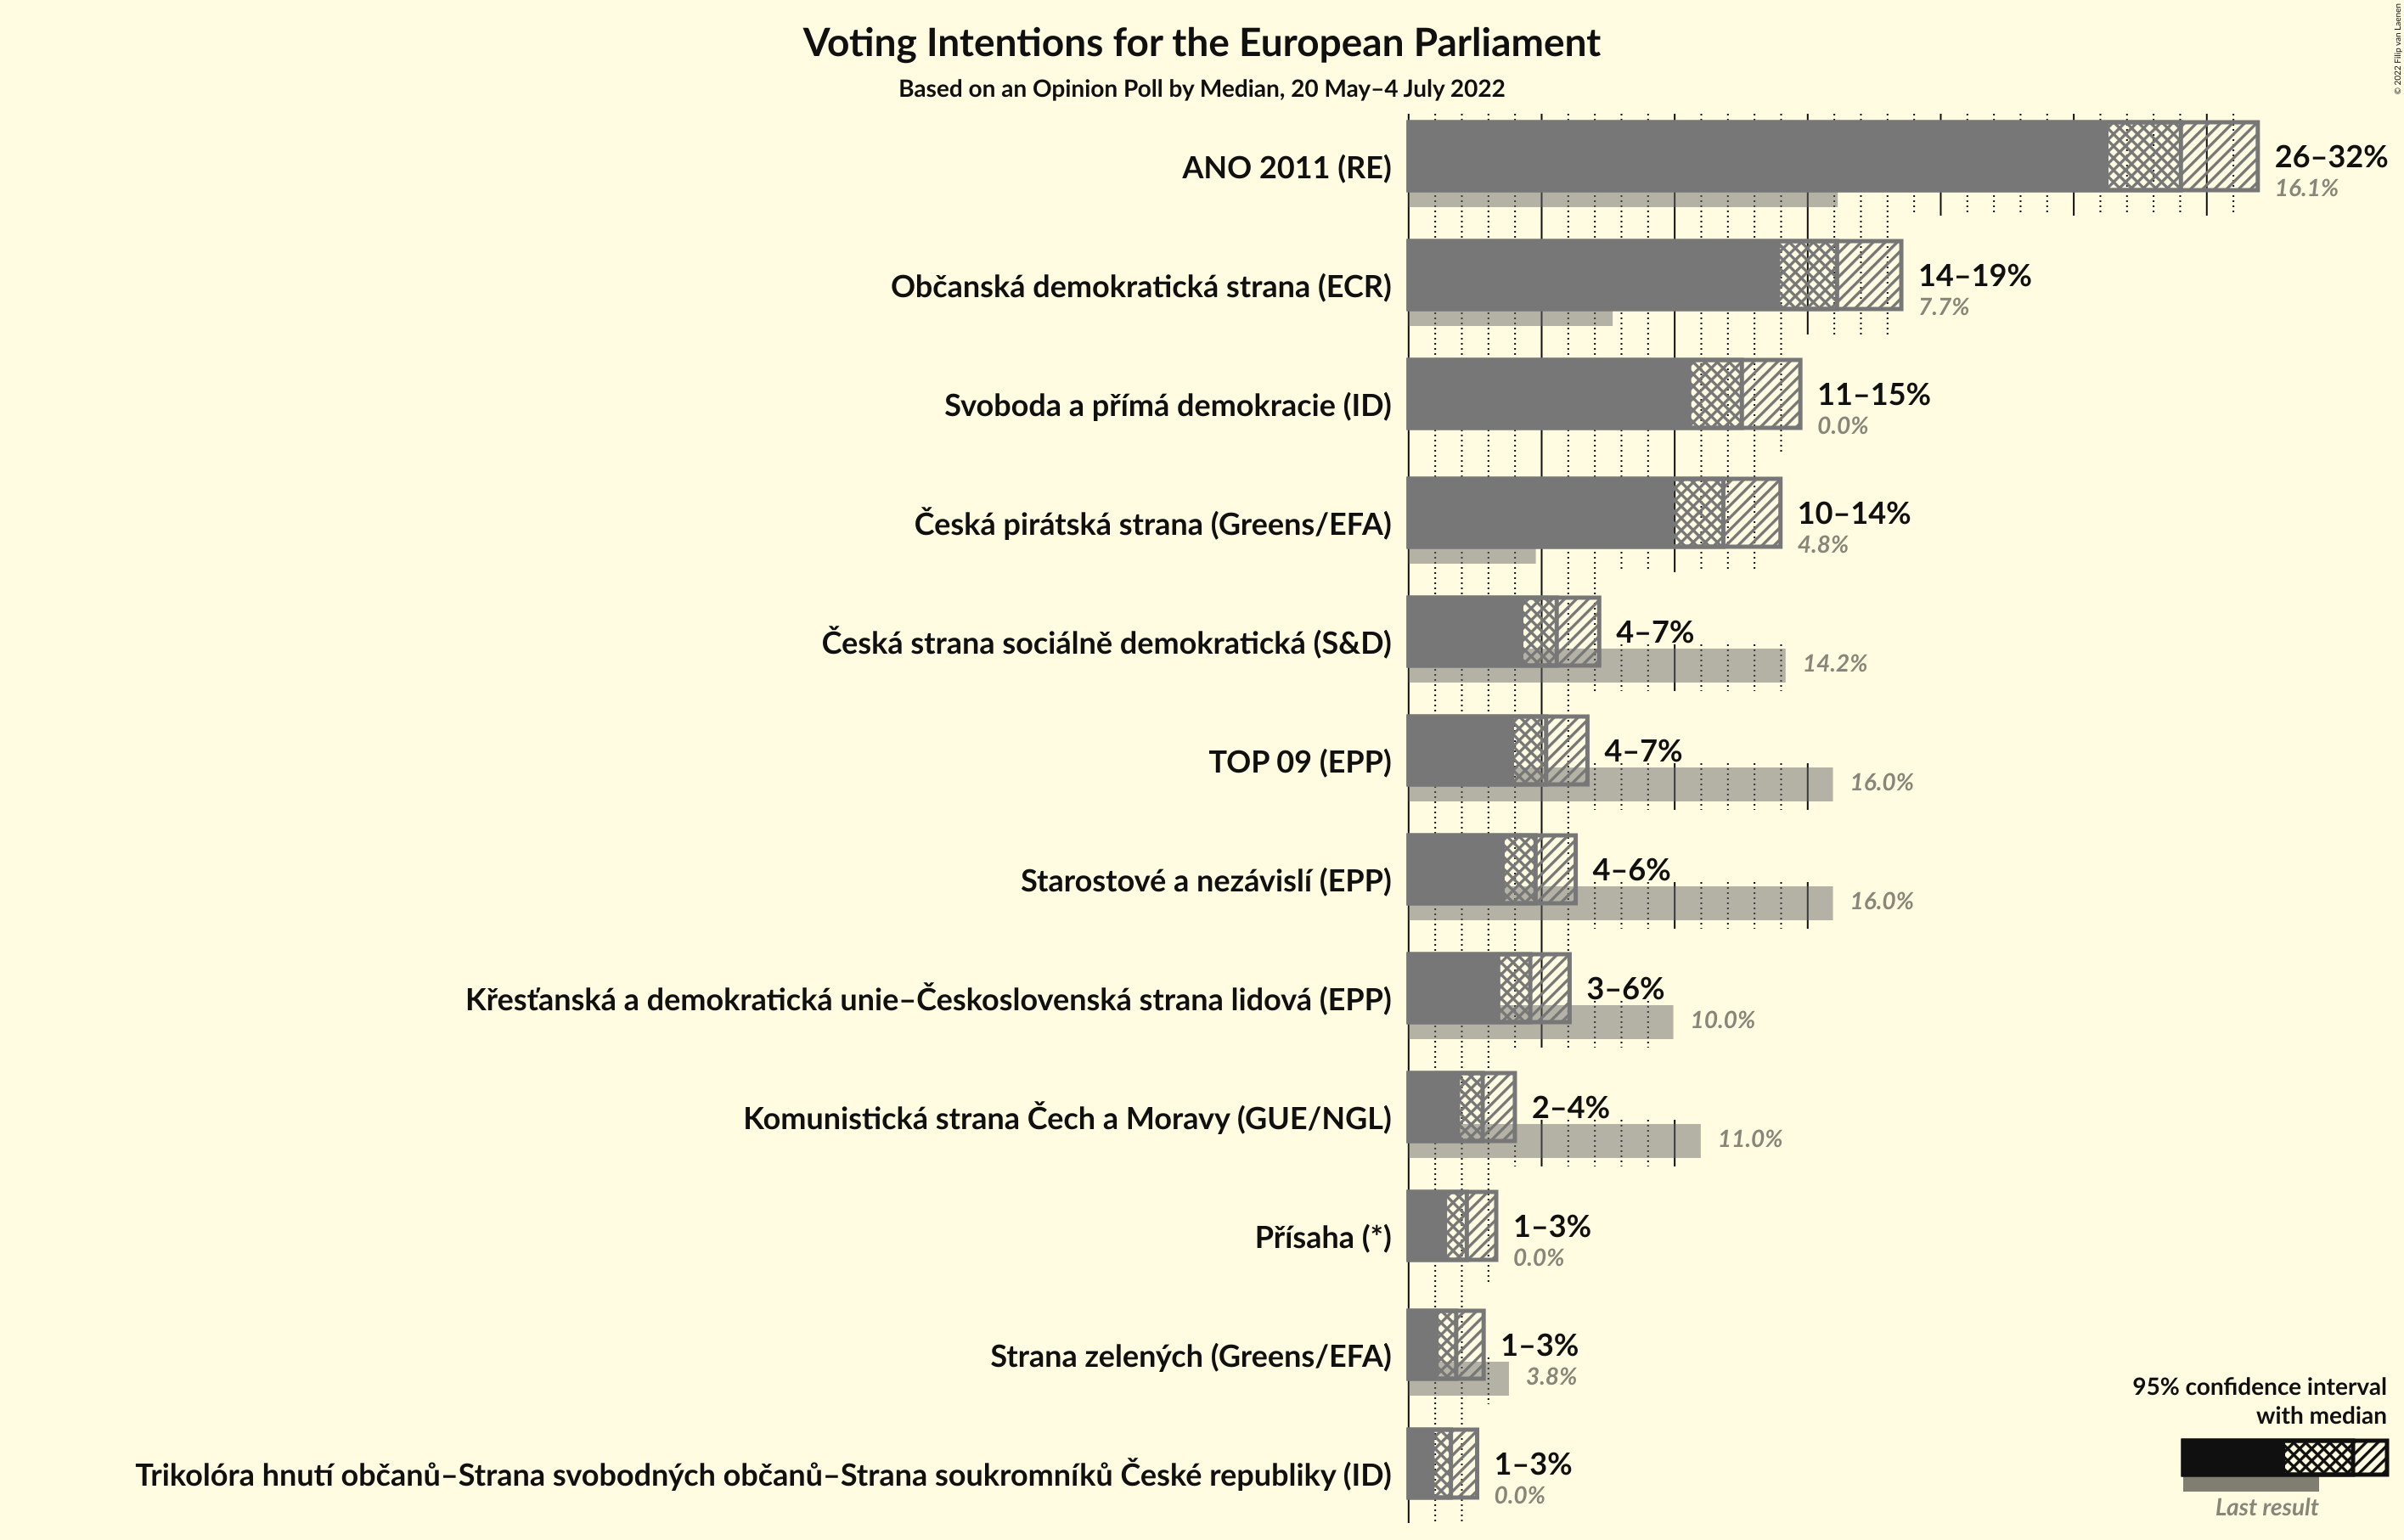 Voting Intentions for the European Parliament
Based on an Opinion Poll by Median, 20 May–4 July 2022
© 2022 Filip van Laenen
ANO 2011 (RE)
26–32%
16.1%
Občanská demokratická strana (ECR)
14–19%
7.7%
Svoboda a přímá demokracie (ID)
11–15%
0.0%
Česká pirátská strana (Greens/EFA)
10–14%
4.8%
Česká strana sociálně demokratická (S&D)
4–7%
14.2%
TOP 09 (EPP)
4–7%
16.0%
Starostové a nezávislí (EPP)
4–6%
16.0%
Křesťanská a demokratická unie–Československá strana lidová (EPP)
3–6%
10.0%
Komunistická strana Čech a Moravy (GUE/NGL)
2–4%
11.0%
Přísaha (*)
1–3%
0.0%
Strana zelených (Greens/EFA)
1–3%
3.8%
Trikolóra hnutí občanů–Strana svobodných občanů–Strana soukromníků České republiky (ID)
1–3%
0.0%
95% confidence interval
with median
Last result